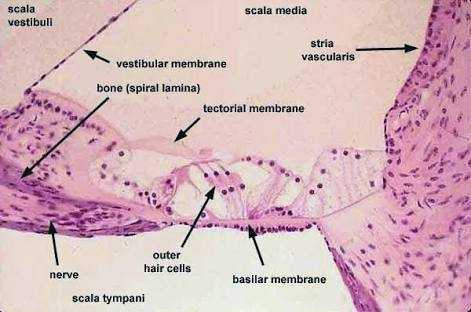 scala
vestibuli
scala media
stria
vascularis
vestibular membrane
bone (spiral lamina)
tectorial membrane
outer
hair cells
nerve
basilar membrane
scala tympani